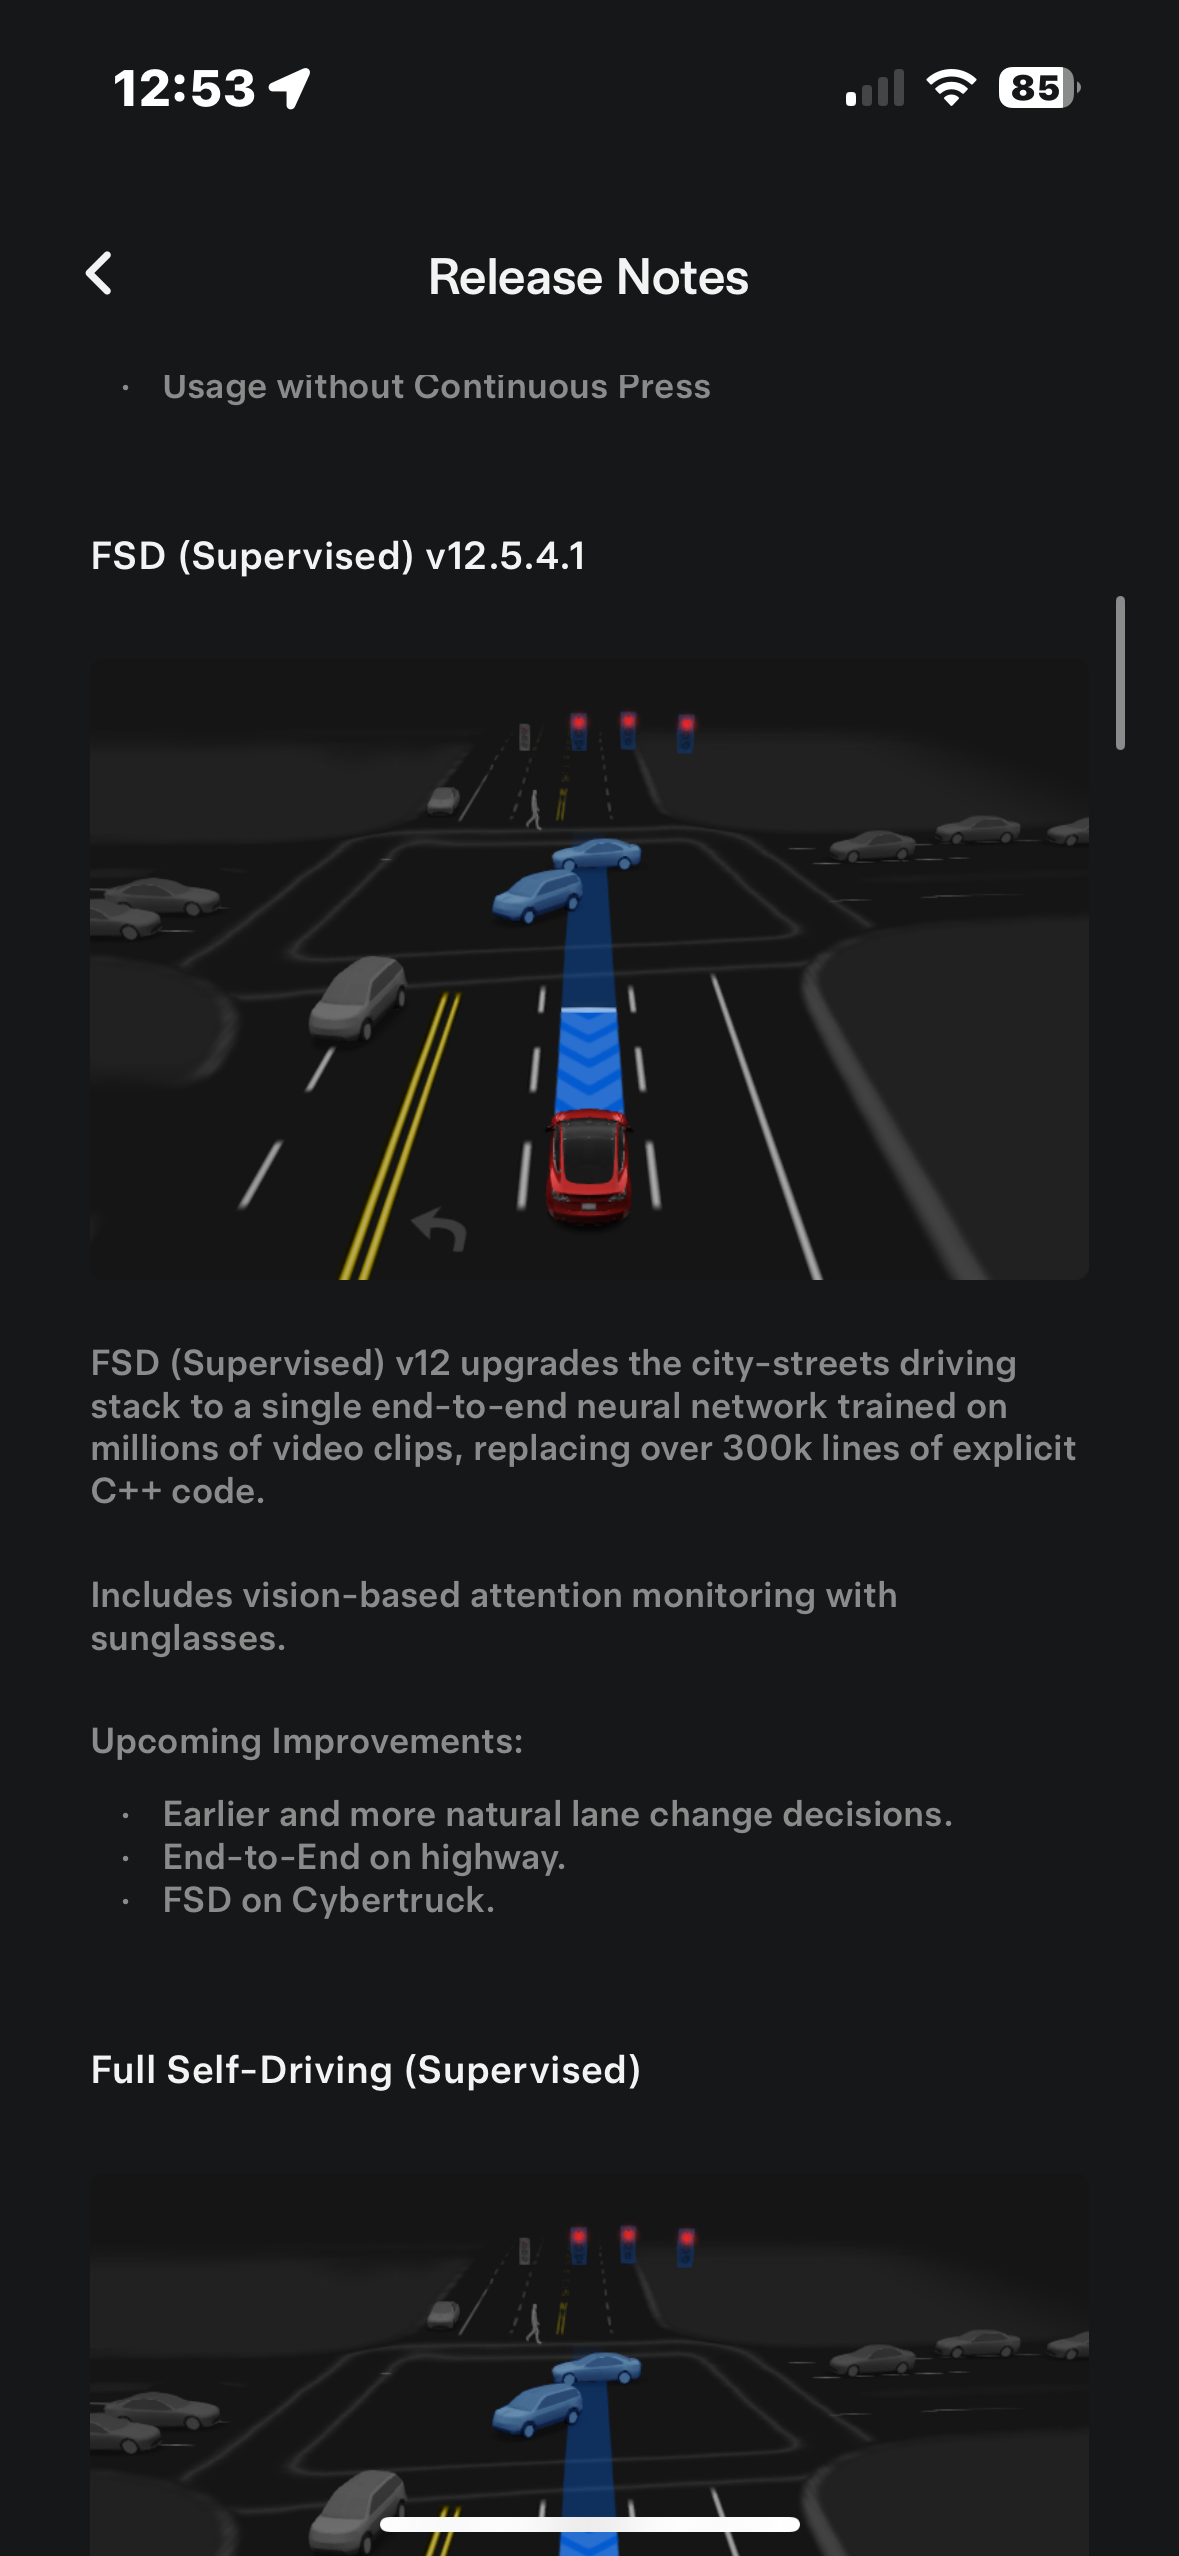 12:53
85
Release Notes
· Usage without Continuous Press
FSD (Supervised) v12.5.4.1
FSD (Supervised) v12 upgrades the city-streets driving
stack to a single end-to-end neural network trained on
millions of video clips, replacing over 300k lines of explicit
C++ code.
Includes vision-based attention monitoring with
sunglasses.
Upcoming Improvements:
· Earlier and more natural lane change decisions.
· End-to-End on highway.
· FSD on Cybertruck.
Full Self-Driving (Supervised)